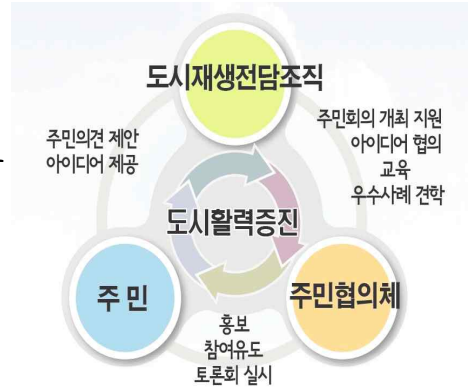 도시재생전담조직
주민의견 제안
아이디어 제공
주민회의 개최 지원
아이디어 협의
교육
우수사례 견학
도시활력증진
주 민
주민협의체
홍보
참여유도
토론회 실시